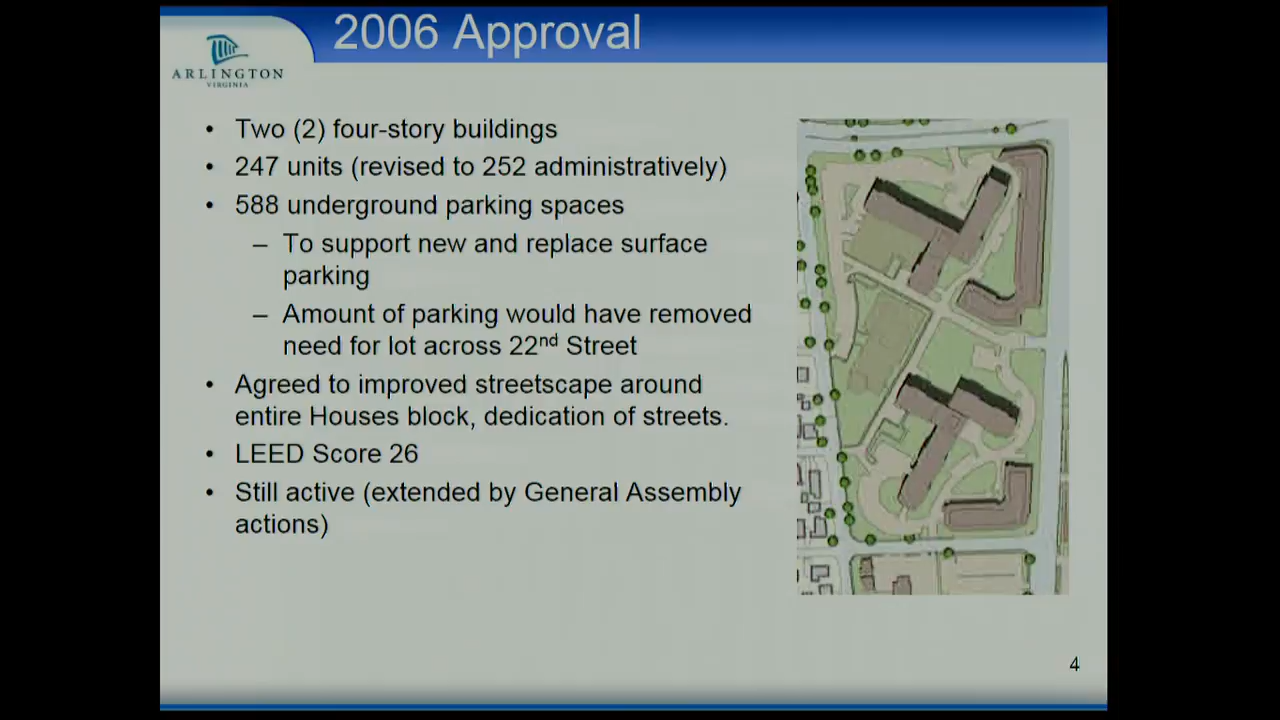 2006 Approval
ARLINGTON
VIRGINIA
• Two (2) four-story buildings
• 247 units (revised to 252 administratively)
• 588 underground parking spaces
– To support new and replace surface
parking
– Amount of parking would have removed
need for lot across 22nd Street
• Agreed to improved streetscape around
entire Houses block, dedication of streets.
• LEED Score 26
• Still active (extended by General Assembly
actions)
4